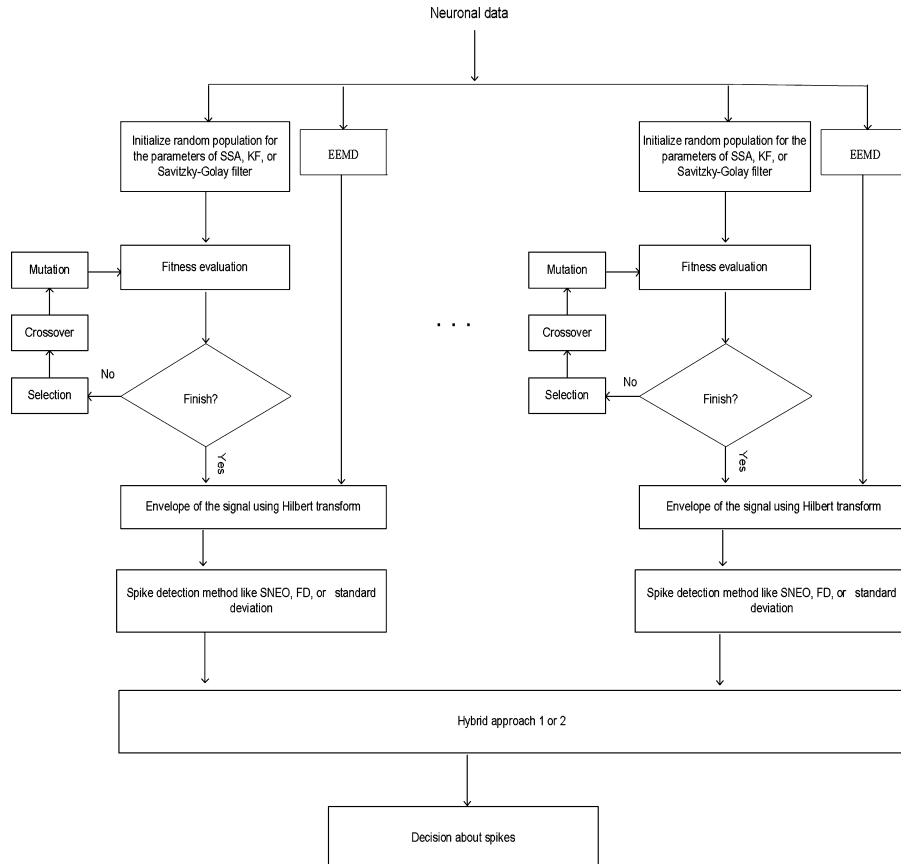 Neuronal data
Initialize random population for
the parameters of SSA, KF, or
Savitzky-Golay filter
EEMD
Fitness evaluation
Mutation
Crossover
Selection
No
Finish?
Yes
Envelope of the signal using Hilbert transform
Spike detection method like SNEO, FD, or standard
deviation
. . .
Initialize random population for the
parameters of SSA, KF, or
Savitzky-Golay filter
EEMD
Fitness evaluation
Mutation
Crossover
Selection
No
Finish?
Yes
Envelope of the signal using Hilbert transform
Spike detection method like SNEO, FD, or standard
deviation
Hybrid approach 1 or 2
Decision about spikes